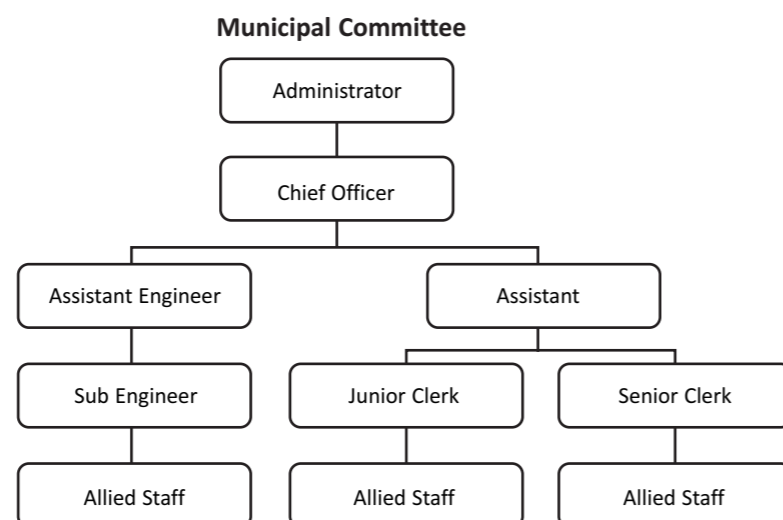 Municipal Committee
Administrator
Chief Officer
Assistant Engineer
Assistant
Sub Engineer
Junior Clerk
Senior Clerk
Allied Staff
Allied Staff
Allied Staff